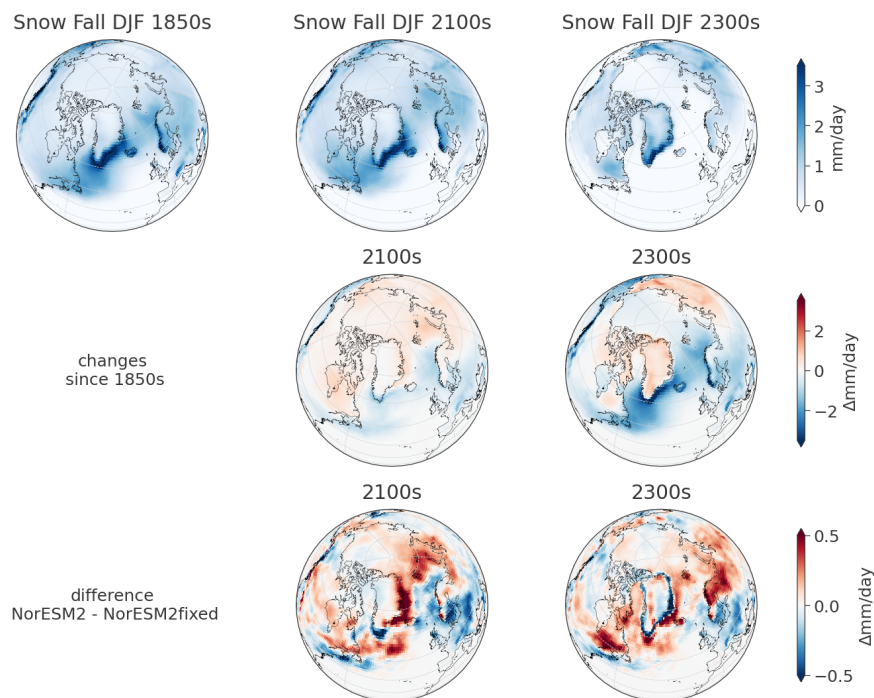 Snow Fall DJF 1850s
Snow Fall DJF 2100s
Snow Fall DJF 2300s
3
2
1
0
mm/day
2100s
2300s
changes
since 1850s
2
0
−2
Δmm/day
2100s
2300s
difference
NorESM2 - NorESM2fixed
0.5
0.0
−0.5
Δmm/day